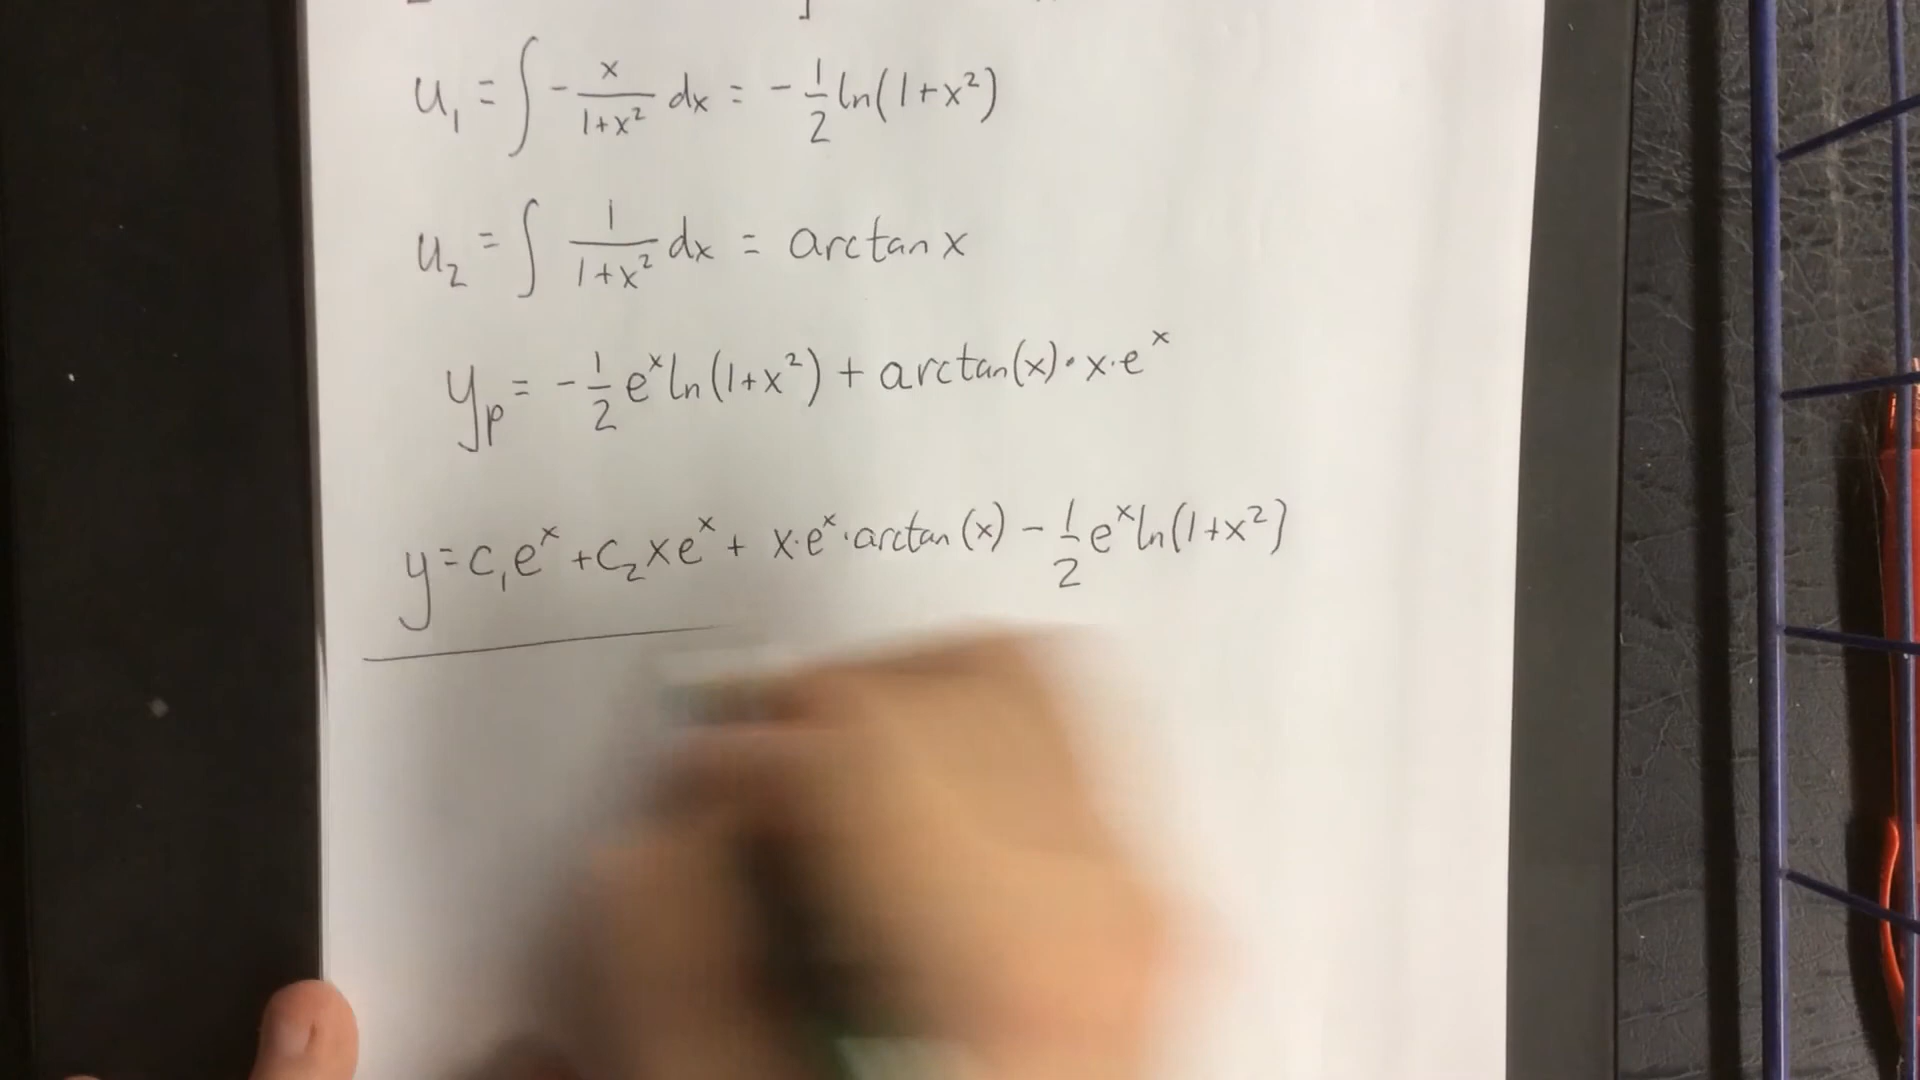 u₁ = ∫ - x/(1+x²) dx = - 1/2 ln(1+x²)
u₂ = ∫ 1/(1+x²) dx = arctan x
yₚ = - 1/2 eˣ ln(1+x²) + arctan(x) · x · eˣ
y = c₁eˣ + c₂xeˣ + x·eˣ·arctan(x) - 1/2 eˣ ln(1+x²)